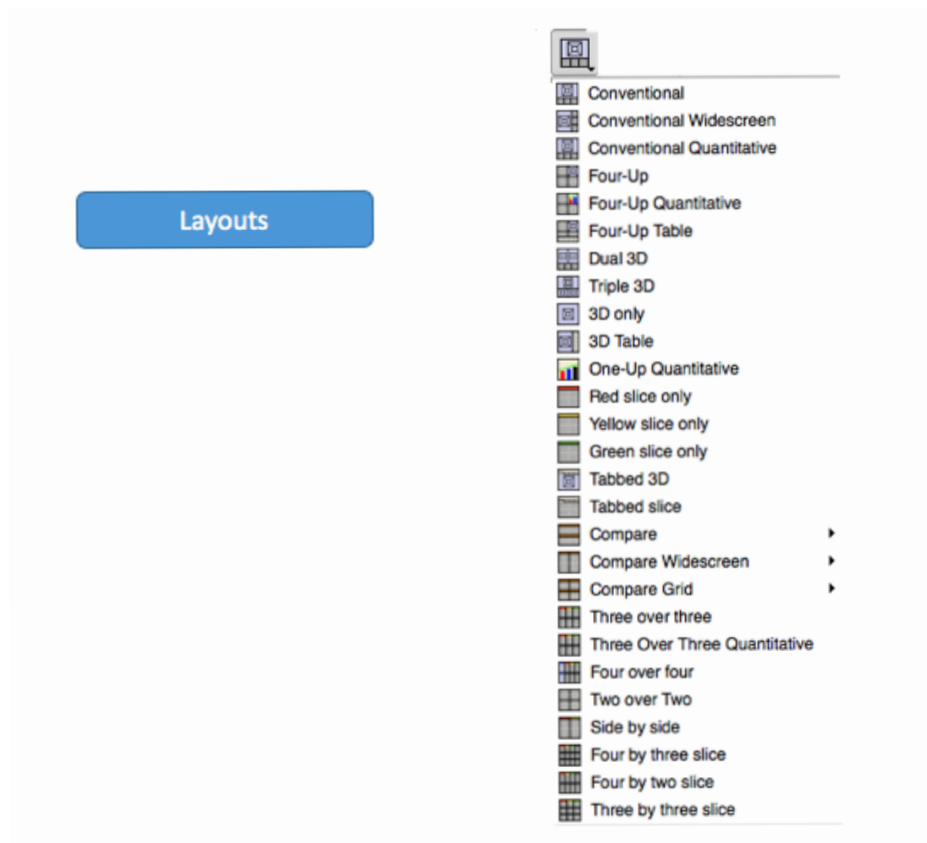 Layouts
Conventional
Conventional Widescreen
Conventional Quantitative
Four-Up
Four-Up Quantitative
Four-Up Table
Dual 3D
Triple 3D
3D only
3D Table
One-Up Quantitative
Red slice only
Yellow slice only
Green slice only
Tabbed 3D
Tabbed slice
Compare
Compare Widescreen
Compare Grid
Three over three
Three Over Three Quantitative
Four over four
Two over Two
Side by side
Four by three slice
Four by two slice
Three by three slice